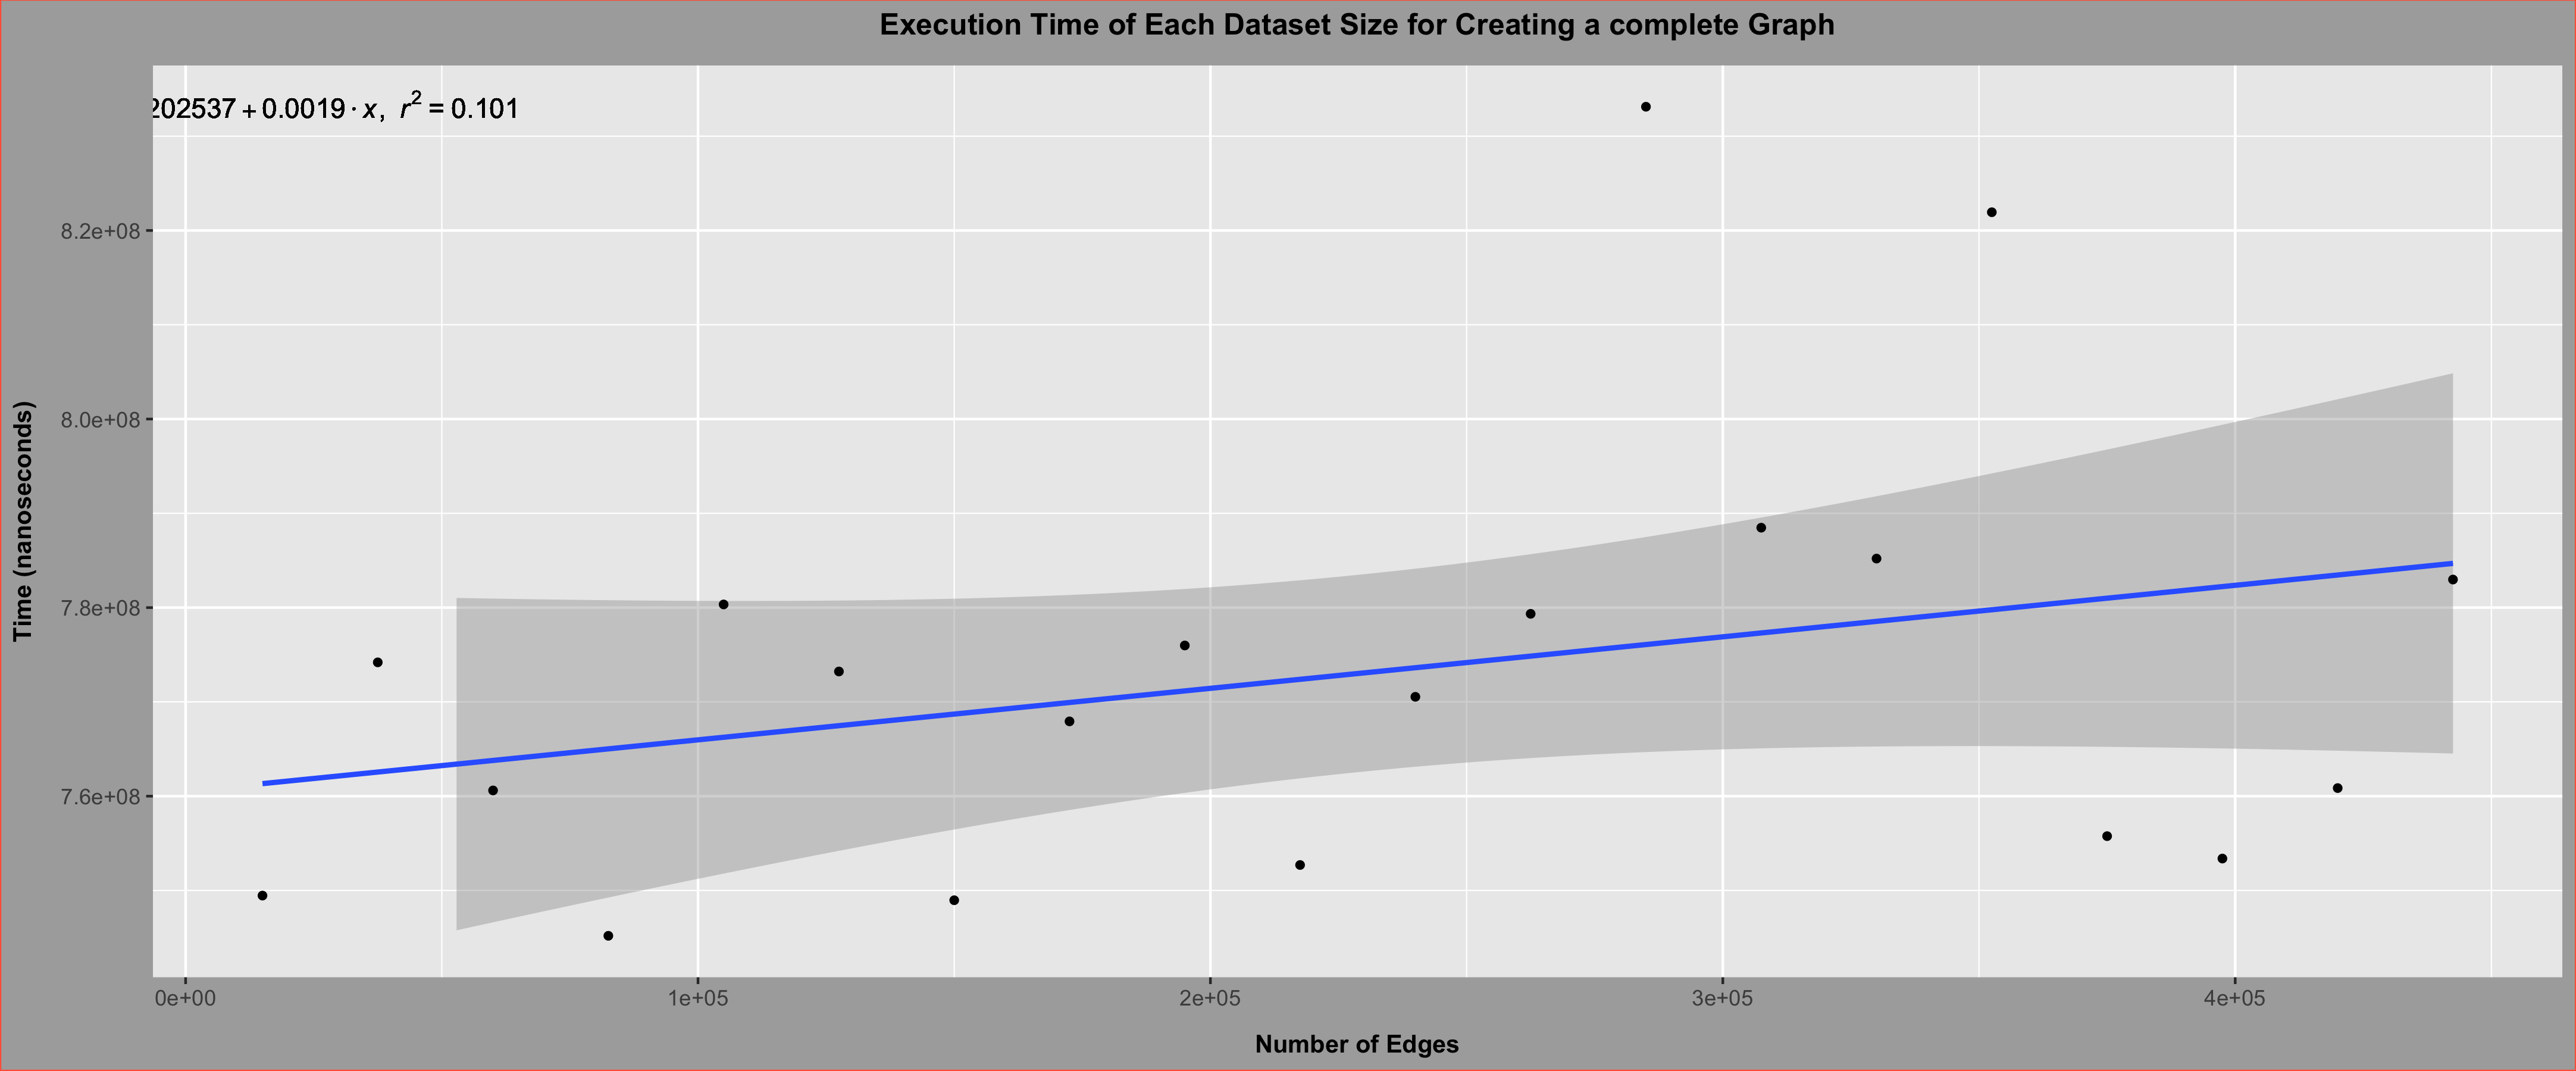 Execution Time of Each Dataset Size for Creating a complete Graph
202537 + 0.0019 · x, r² = 0.101
8.2e+08
8.0e+08
7.8e+08
7.6e+08
Time (nanoseconds)
0e+00 1e+05 2e+05 3e+05 4e+05
Number of Edges